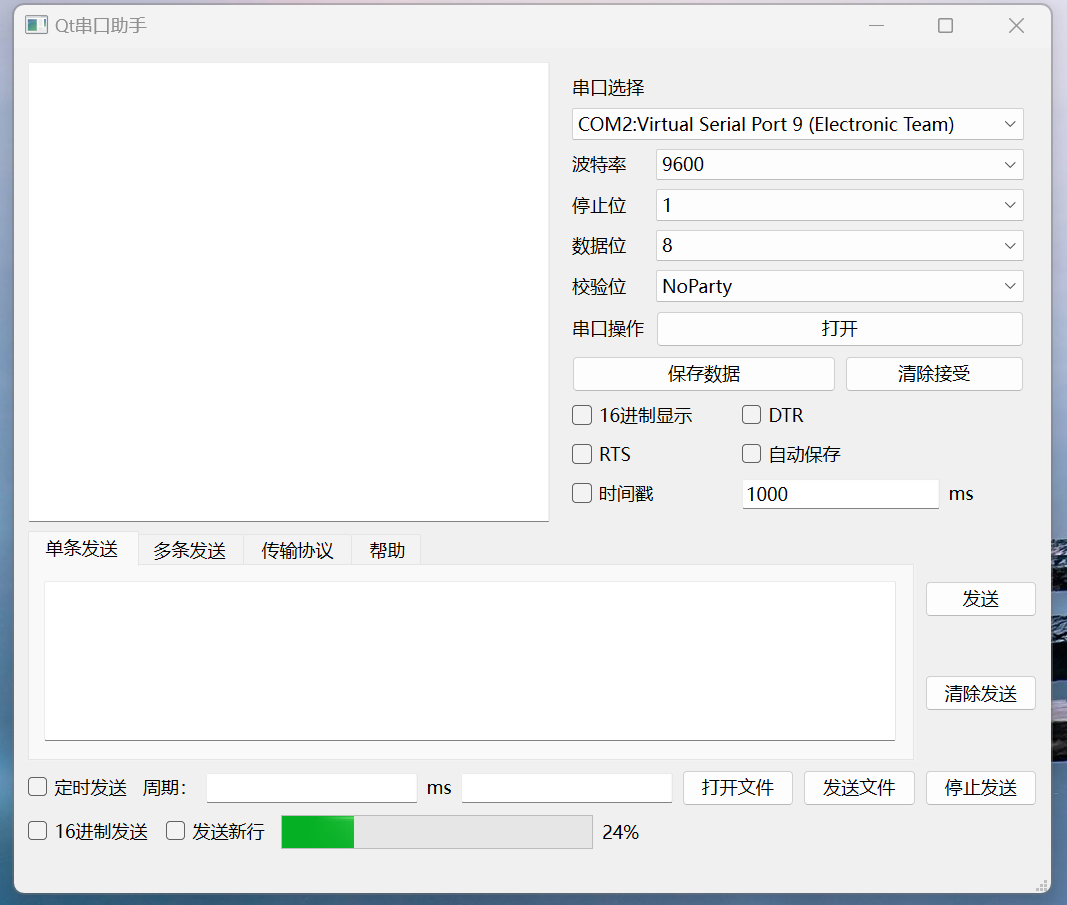 Qt串口助手
串口选择
COM2:Virtual Serial Port 9 (Electronic Team)
波特率 9600
停止位 1
数据位 8
校验位 NoParty
串口操作 打开
保存数据 清除接受
16进制显示 DTR
RTS 自动保存
时间戳 1000 ms
单条发送 多条发送 传输协议 帮助
发送
清除发送
定时发送 周期： ms 打开文件 发送文件 停止发送
16进制发送 发送新行 24%